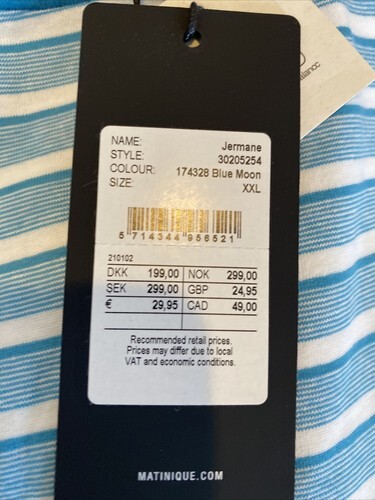 NAME: Jermane
STYLE: 30205254
COLOUR: 174328 Blue Moon
SIZE: XXL
5 714344 956521
210102
DKK 199,00 NOK 299,00
SEK 299,00 GBP 24,95
€ 29,95 CAD 49,00
Recommended retail prices.
Prices may differ due to local
VAT and economic conditions.
MATINIQUE.COM